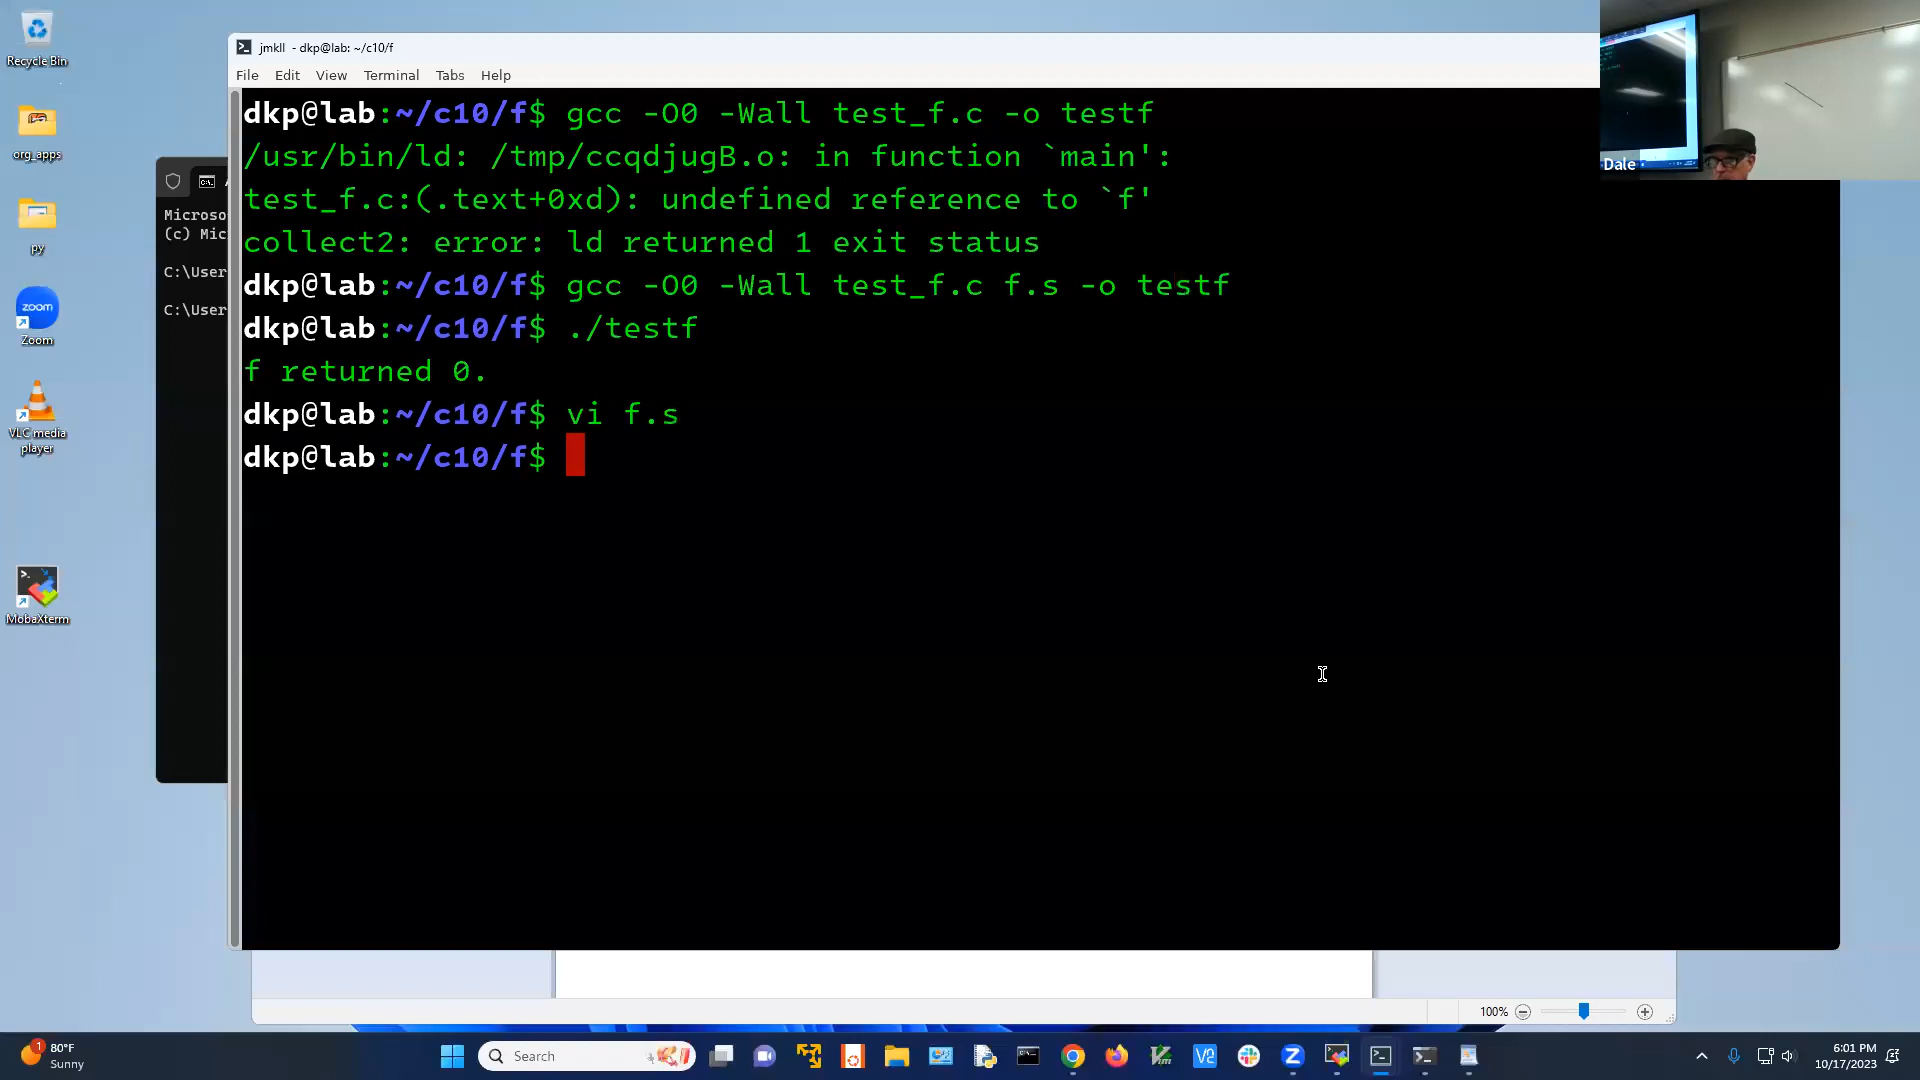 Recycle Bin
org_apps
py
zoom
Zoom
VLC media
player
MobaXterm
Microso
(c) Mic
C:\User
C:\User
jmkll - dkp@lab: ~/c10/f
File Edit View Terminal Tabs Help
dkp@lab:~/c10/f$ gcc -O0 -Wall test_f.c -o testf
/usr/bin/ld: /tmp/ccqdjugB.o: in function `main':
test_f.c:(.text+0xd): undefined reference to `f'
collect2: error: ld returned 1 exit status
dkp@lab:~/c10/f$ gcc -O0 -Wall test_f.c f.s -o testf
dkp@lab:~/c10/f$ ./testf
f returned 0.
dkp@lab:~/c10/f$ vi f.s
dkp@lab:~/c10/f$
Dale
100%
1
80°F
Sunny
Search
6:01 PM
10/17/2023